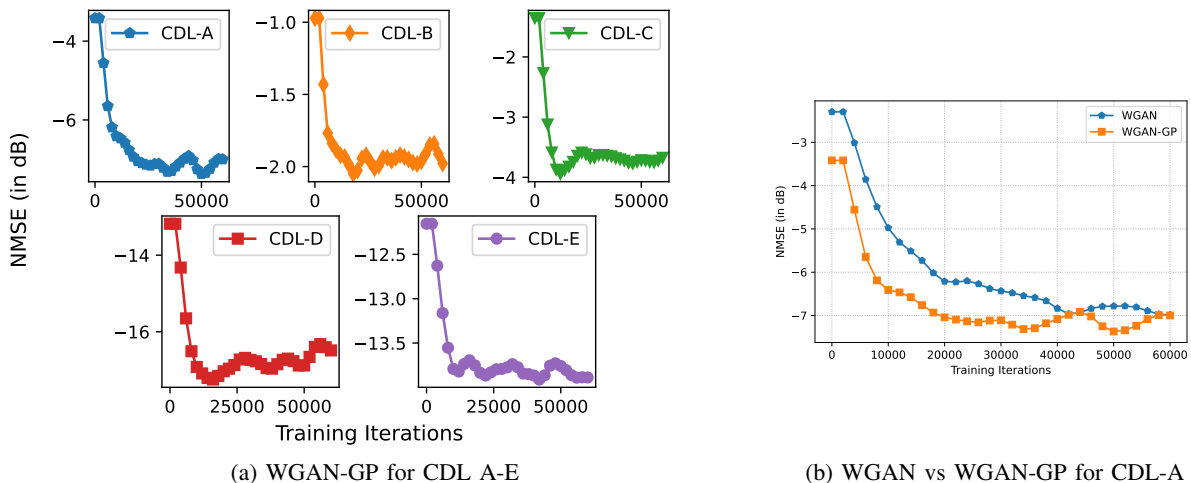 NMSE (in dB)
−4
−6
0
50000
CDL-A
−1.0
−1.5
−2.0
0
50000
CDL-B
−2
−3
−4
0
50000
CDL-C
−14
−16
0
25000
50000
CDL-D
−12.5
−13.0
−13.5
0
25000
50000
CDL-E
Training Iterations
(a) WGAN-GP for CDL A-E
NMSE (in dB)
−3
−4
−5
−6
−7
WGAN
WGAN-GP
0
10000
20000
30000
40000
50000
60000
Training Iterations
(b) WGAN vs WGAN-GP for CDL-A